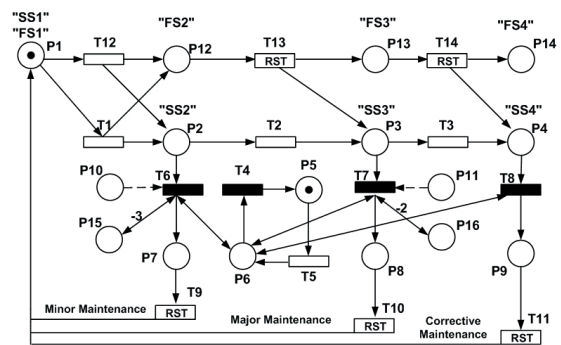 "SS1"
"FS1"
"FS2"
"FS3"
"FS4"
P1
T12
P12
T13
RST
P13
T14
RST
P14
"SS2"
"SS3"
"SS4"
T1
P2
T2
P3
T3
P4
P10
T6
T4
P5
T7
P11
T8
P15
-3
-2
P16
P7
P6
T5
P8
P9
T9
T10
T11
Minor Maintenance
RST
Major Maintenance
RST
Corrective
Maintenance
RST